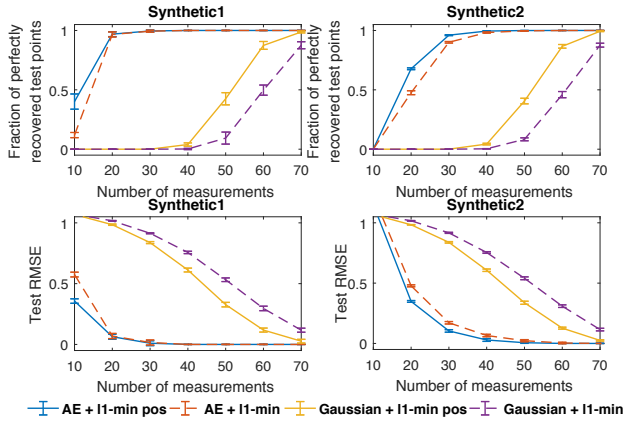 Synthetic1
Synthetic2
Fraction of perfectly
recovered test points
1
0.5
0
10 20 30 40 50 60 70
Number of measurements
Fraction of perfectly
recovered test points
1
0.5
0
10 20 30 40 50 60 70
Number of measurements
Synthetic1
Synthetic2
Test RMSE
1
0.5
0
10 20 30 40 50 60 70
Number of measurements
Test RMSE
1
0.5
0
10 20 30 40 50 60 70
Number of measurements
AE + l1-min pos AE + l1-min Gaussian + l1-min pos Gaussian + l1-min